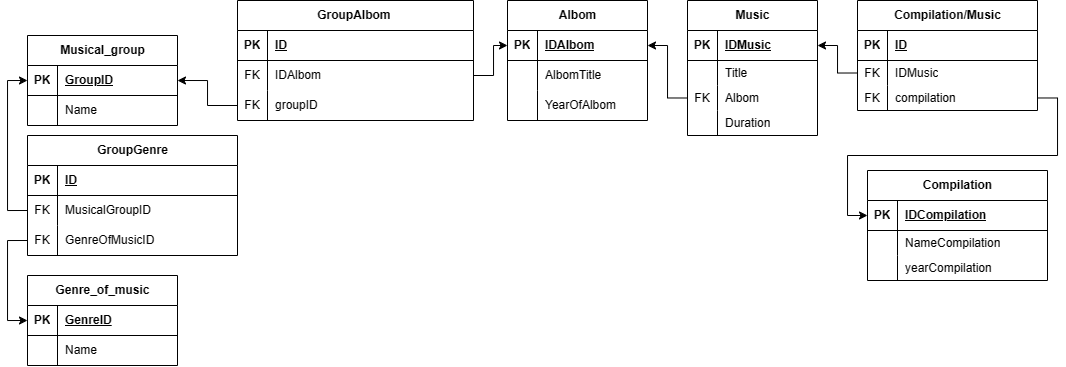 Musical_group
PK GroupID
Name
GroupGenre
PK ID
FK MusicalGroupID
FK GenreOfMusicID
Genre_of_music
PK GenreID
Name
GroupAlbom
PK ID
FK IDAlbom
FK groupID
Albom
PK IDAlbom
AlbomTitle
YearOfAlbom
Music
PK IDMusic
Title
FK Albom
Duration
Compilation/Music
PK ID
FK IDMusic
FK compilation
Compilation
PK IDCompilation
NameCompilation
yearCompilation